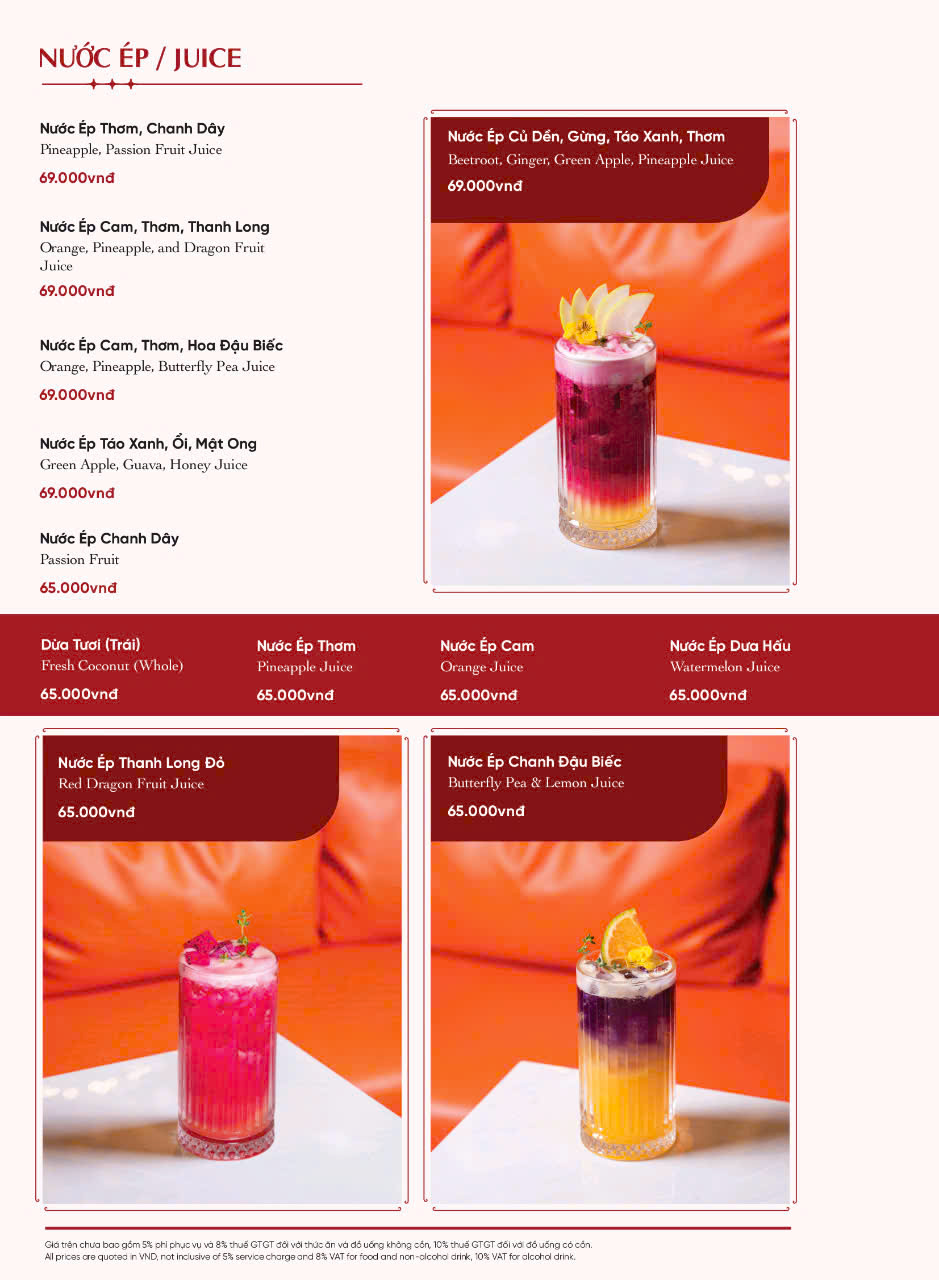 NƯỚC ÉP / JUICE
Nước Ép Thơm, Chanh Dây
Pineapple, Passion Fruit Juice
69.000vnđ
Nước Ép Cam, Thơm, Thanh Long
Orange, Pineapple, and Dragon Fruit
Juice
69.000vnđ
Nước Ép Cam, Thơm, Hoa Đậu Biếc
Orange, Pineapple, Butterfly Pea Juice
69.000vnđ
Nước Ép Táo Xanh, Ổi, Mật Ong
Green Apple, Guava, Honey Juice
69.000vnđ
Nước Ép Chanh Dây
Passion Fruit
65.000vnđ
Nước Ép Củ Dền, Gừng, Táo Xanh, Thơm
Beetroot, Ginger, Green Apple, Pineapple Juice
69.000vnđ
Dừa Tươi (Trái)
Fresh Coconut (Whole)
65.000vnđ
Nước Ép Thơm
Pineapple Juice
65.000vnđ
Nước Ép Cam
Orange Juice
65.000vnđ
Nước Ép Dưa Hấu
Watermelon Juice
65.000vnđ
Nước Ép Thanh Long Đỏ
Red Dragon Fruit Juice
65.000vnđ
Nước Ép Chanh Đậu Biếc
Butterfly Pea & Lemon Juice
65.000vnđ
Giá trên chưa bao gồm 5% phí phục vụ và 8% thuế GTGT đối với thức ăn và đồ uống không cồn, 10% thuế GTGT đối với đồ uống có cồn.
All prices are quoted in VND, not inclusive of 5% service charge and 8% VAT for food and non-alcohol drink, 10% VAT for alcohol drink.